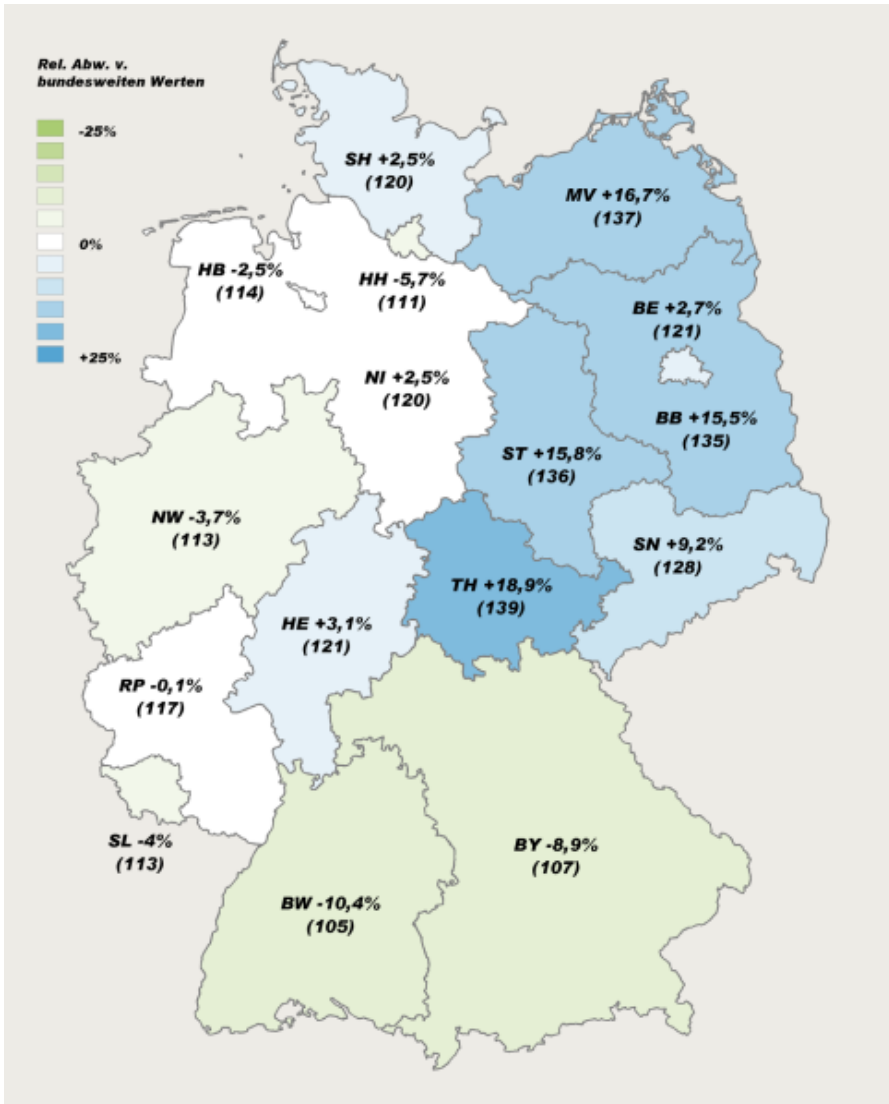 Rel. Abw. v.
bundesweiten Werten
-25%
0%
+25%
SH +2,5%
(120)
MV +16,7%
(137)
HB -2,5%
(114)
HH -5,7%
(111)
BE +2,7%
(121)
NI +2,5%
(120)
BB +15,5%
(135)
ST +15,8%
(136)
NW -3,7%
(113)
SN +9,2%
(128)
TH +18,9%
(139)
HE +3,1%
(121)
RP -0,1%
(117)
SL -4%
(113)
BY -8,9%
(107)
BW -10,4%
(105)